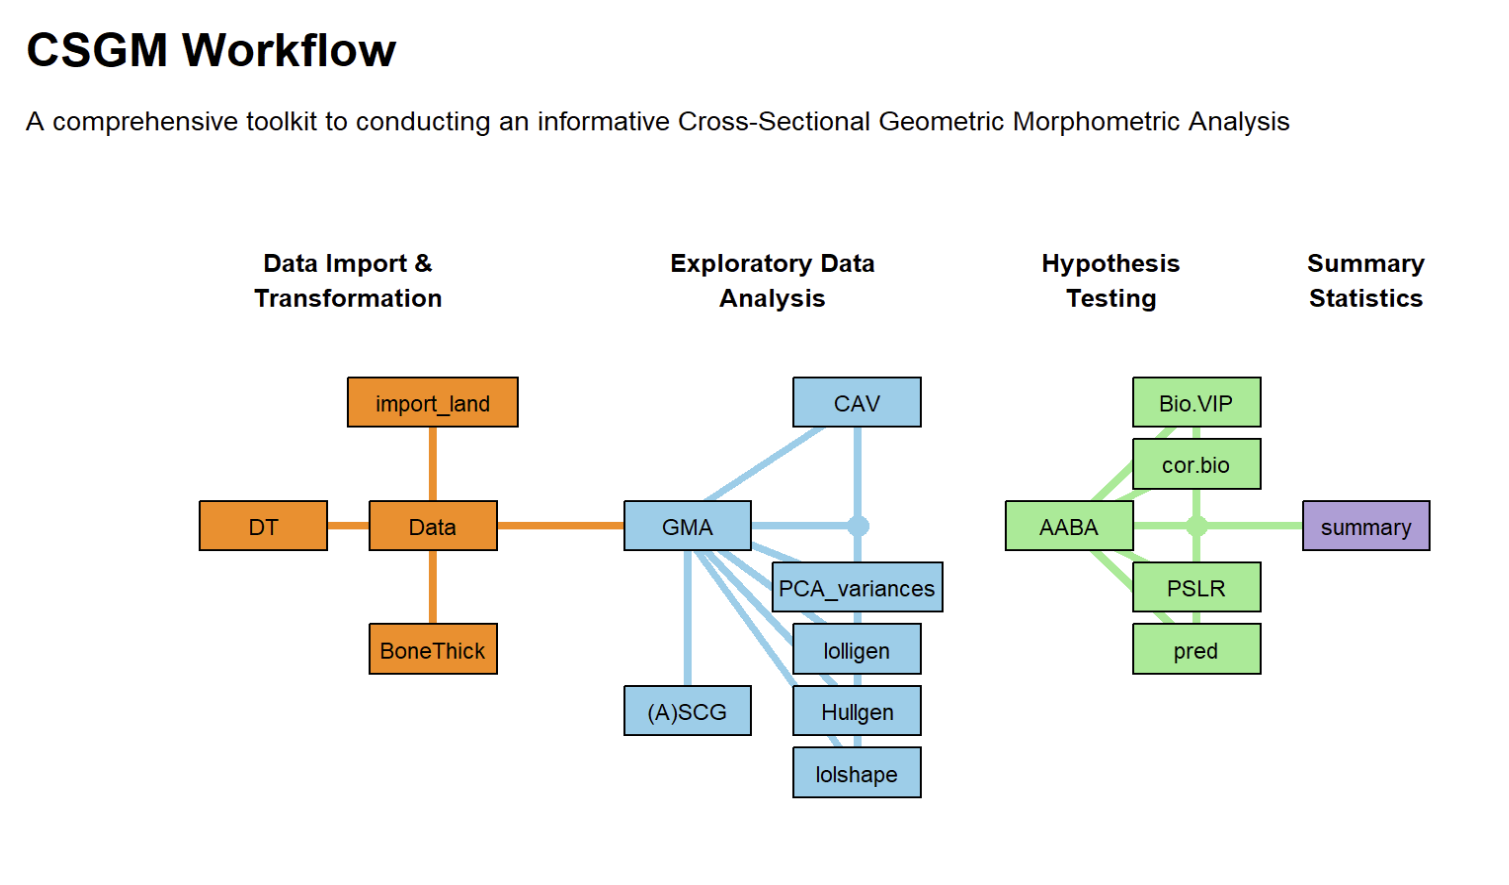 CSGM Workflow
A comprehensive toolkit to conducting an informative Cross-Sectional Geometric Morphometric Analysis
Data Import &
Transformation
Exploratory Data
Analysis
Hypothesis
Testing
Summary
Statistics
import_land
DT
Data
BoneThick
CAV
GMA
PCA_variances
lolligen
(A)SCG
Hullgen
lolshape
Bio.VIP
cor.bio
AABA
PSLR
pred
summary